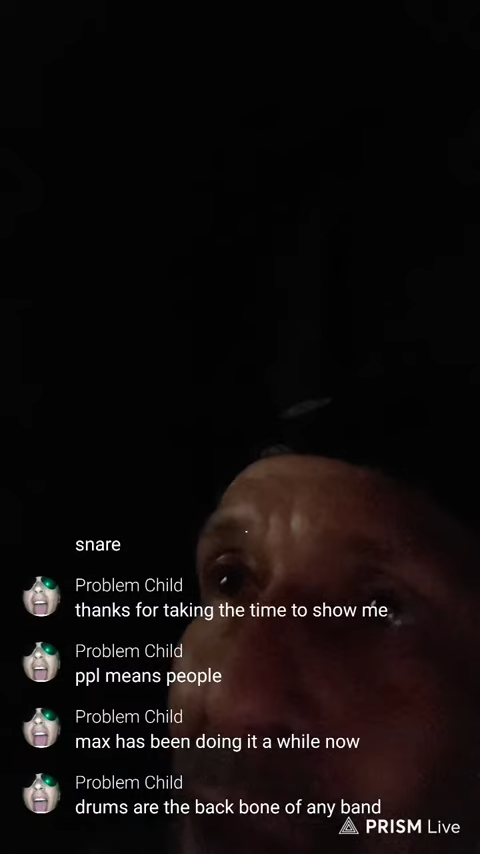 snare
Problem Child
thanks for taking the time to show me
Problem Child
ppl means people
Problem Child
max has been doing it a while now
Problem Child
drums are the back bone of any band
PRISM Live